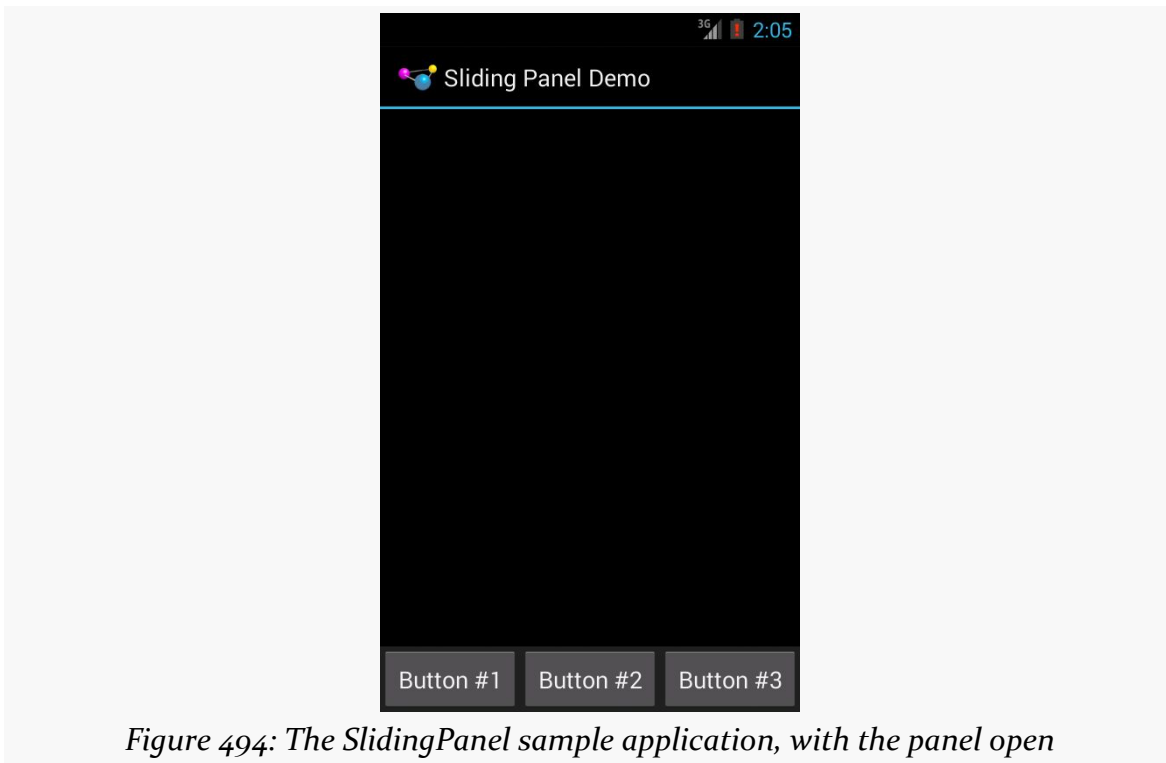 3G 2:05
Sliding Panel Demo
Button #1 Button #2 Button #3
Figure 494: The SlidingPanel sample application, with the panel open